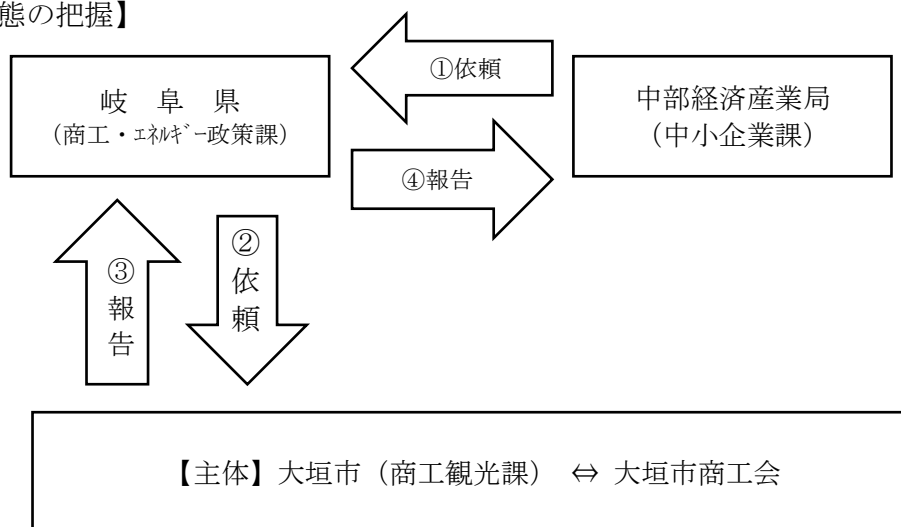 態の把握】
①依頼
岐　阜　県
（商工・ｴﾈﾙｷﾞｰ政策課）
中部経済産業局
（中小企業課）
④報告
③報告
②依頼
【主体】大垣市（商工観光課）　⇔ 大垣市商工会